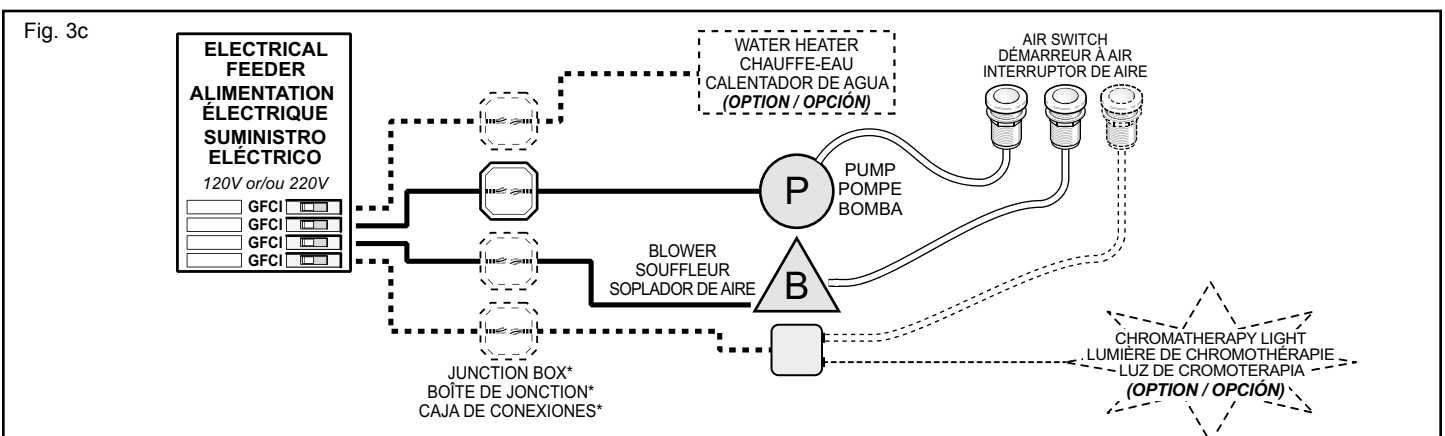 Fig. 3c
ELECTRICAL
FEEDER
ALIMENTATION
ÉLECTRIQUE
SUMINISTRO
ELÉCTRICO
120V or/ou 220V
GFCI
GFCI
GFCI
GFCI
WATER HEATER
CHAUFFE-EAU
CALENTADOR DE AGUA
(OPTION / OPCIÓN)
AIR SWITCH
DÉMARREUR À AIR
INTERRUPTOR DE AIRE
P
PUMP
POMPE
BOMBA
BLOWER
SOUFFLEUR
SOPLADOR DE AIRE
B
JUNCTION BOX*
BOÎTE DE JONCTION*
CAJA DE CONEXIONES*
CHROMATHERAPY LIGHT
LUMIÈRE DE CHROMOTHÉRAPIE
LUZ DE CROMOTERAPIA
(OPTION / OPCIÓN)